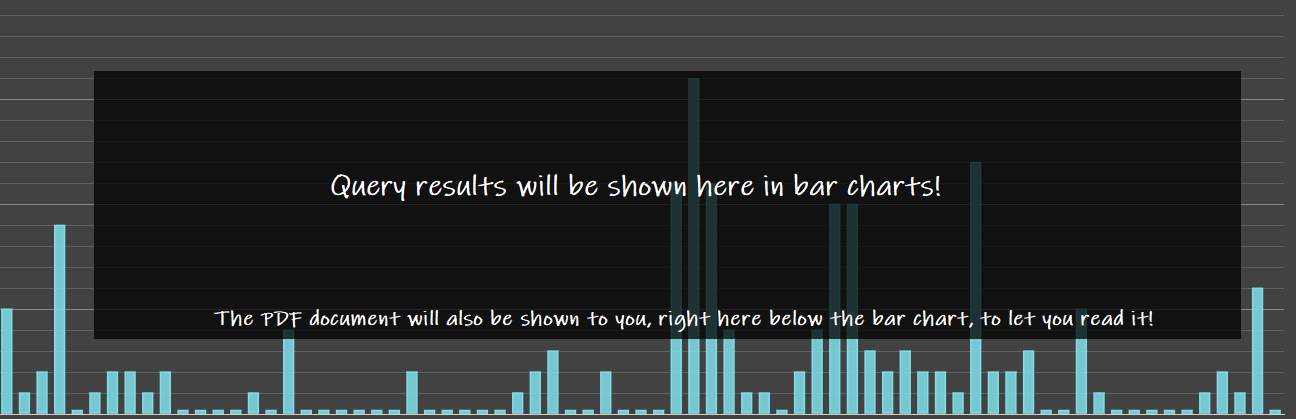 Query results will be shown here in bar charts!
The PDF document will also be shown to you, right here below the bar chart, to let you read it!